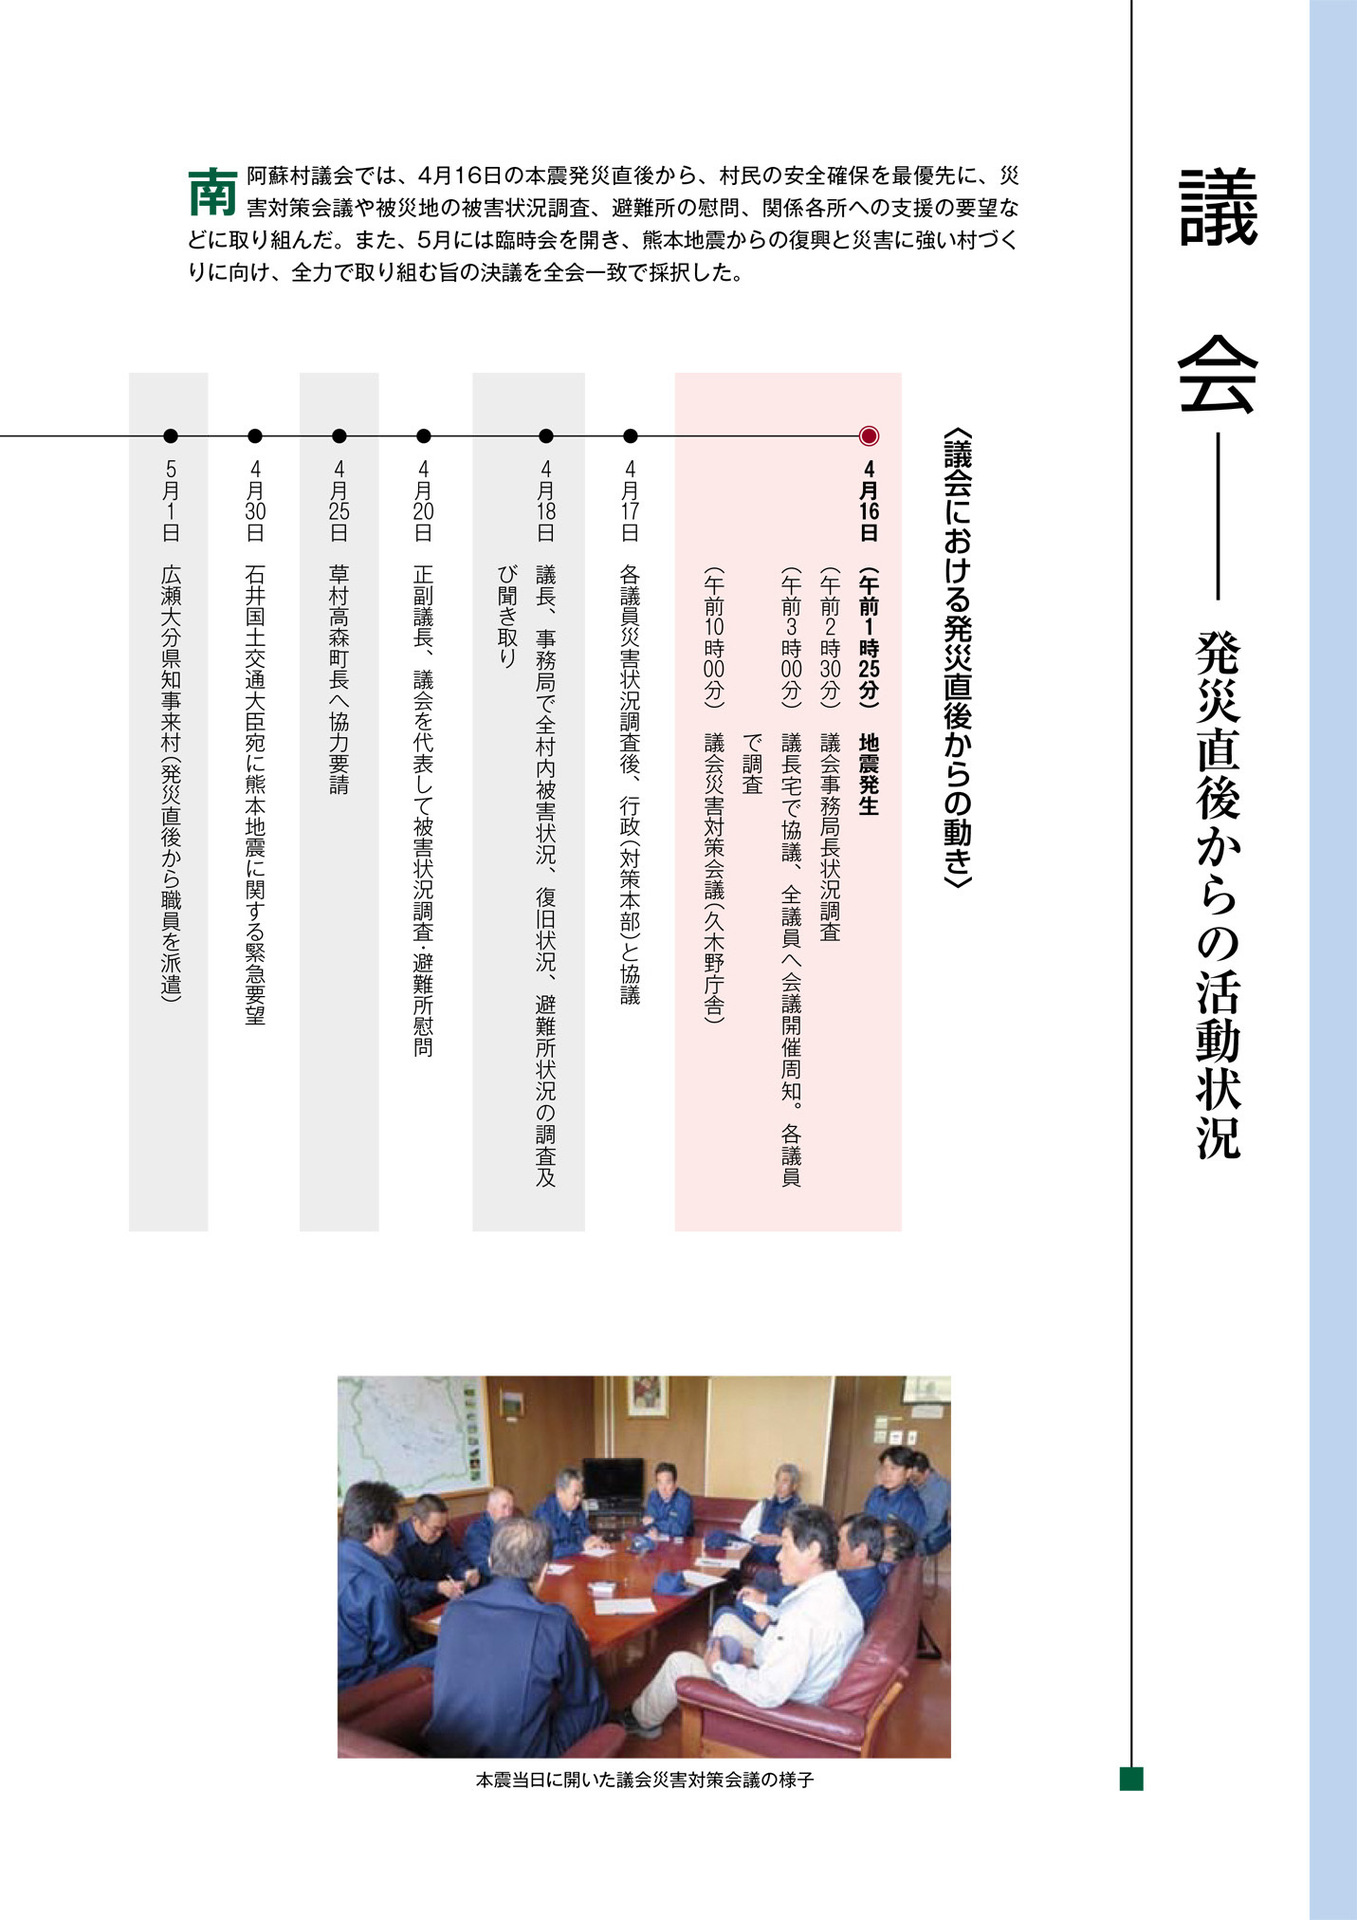 議 会――発災直後からの活動状況
南阿蘇村議会では、4月16日の本震発災直後から、村民の安全確保を最優先に、災
害対策会議や被災地の被害状況調査、避難所の慰問、関係各所への支援の要望な
どに取り組んだ。また、5月には臨時会を開き、熊本地震からの復興と災害に強い村づく
りに向け、全力で取り組む旨の決議を全会一致で採択した。
〈議会における発災直後からの動き〉
4月16日 (午前1時25分) 地震発生
(午前2時30分) 議会事務局長状況調査
(午前3時00分) 議長宅で協議、全議員へ会議開催周知。各議員
で調査
(午前10時00分) 議会災害対策会議(久木野庁舎)
4月17日 各議員災害状況調査後、行政(対策本部)と協議
4月18日 議長、事務局で全村内被害状況、復旧状況、避難所状況の調査及
び聞き取り
4月20日 正副議長、議会を代表して被害状況調査・避難所慰問
4月25日 草村高森町長へ協力要請
4月30日 石井国土交通大臣宛に熊本地震に関する緊急要望
5月1日 広瀬大分県知事来村(発災直後から職員を派遣)
本震当日に開いた議会災害対策会議の様子